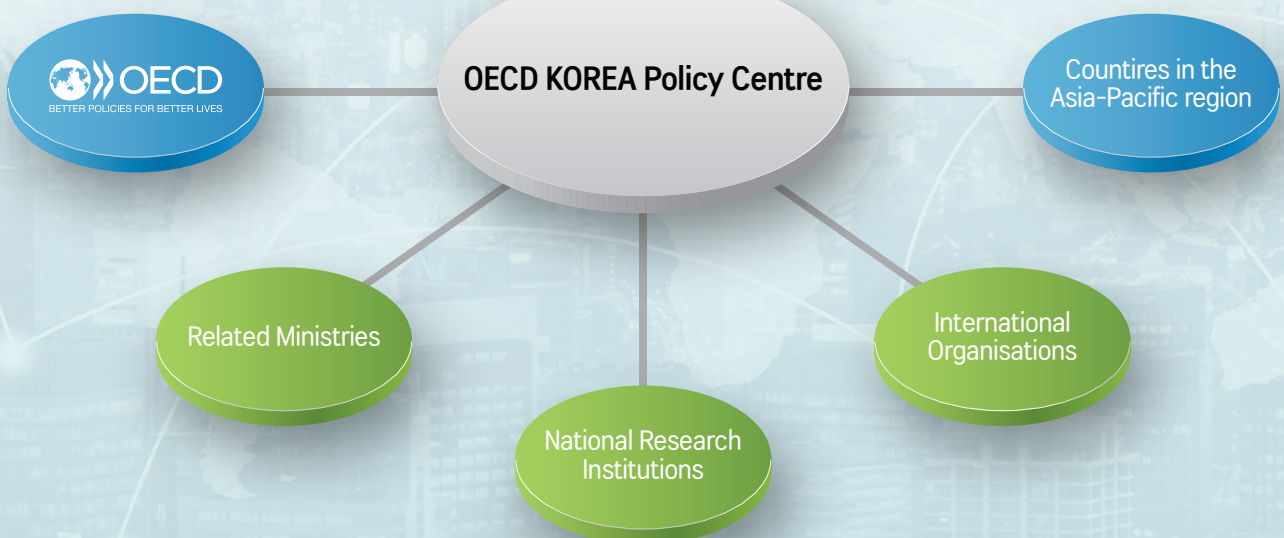 OECD
BETTER POLICIES FOR BETTER LIVES
OECD KOREA Policy Centre
Countires in the
Asia-Pacific region
Related Ministries
International
Organisations
National Research
Institutions